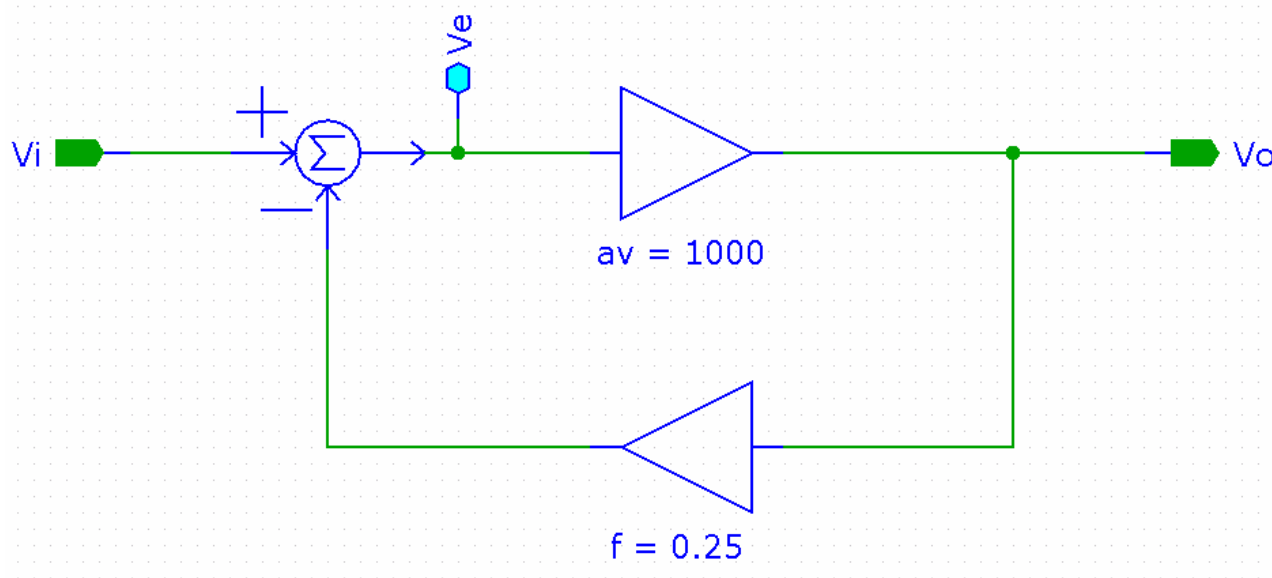 Ve
+
Vi
Σ
Vo
−
av = 1000
f = 0.25